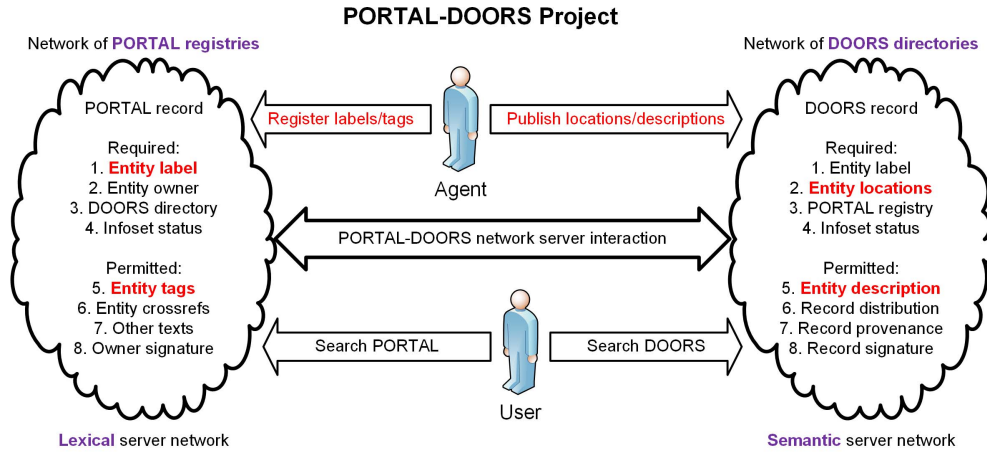 PORTAL-DOORS Project
Network of PORTAL registries
PORTAL record
Required:
1. Entity label
2. Entity owner
3. DOORS directory
4. Infoset status
Permitted:
5. Entity tags
6. Entity crossrefs
7. Other texts
8. Owner signature
Lexical server network
Register labels/tags
Publish locations/descriptions
Agent
PORTAL-DOORS network server interaction
Search PORTAL
Search DOORS
User
Network of DOORS directories
DOORS record
Required:
1. Entity label
2. Entity locations
3. PORTAL registry
4. Infoset status
Permitted:
5. Entity description
6. Record distribution
7. Record provenance
8. Record signature
Semantic server network